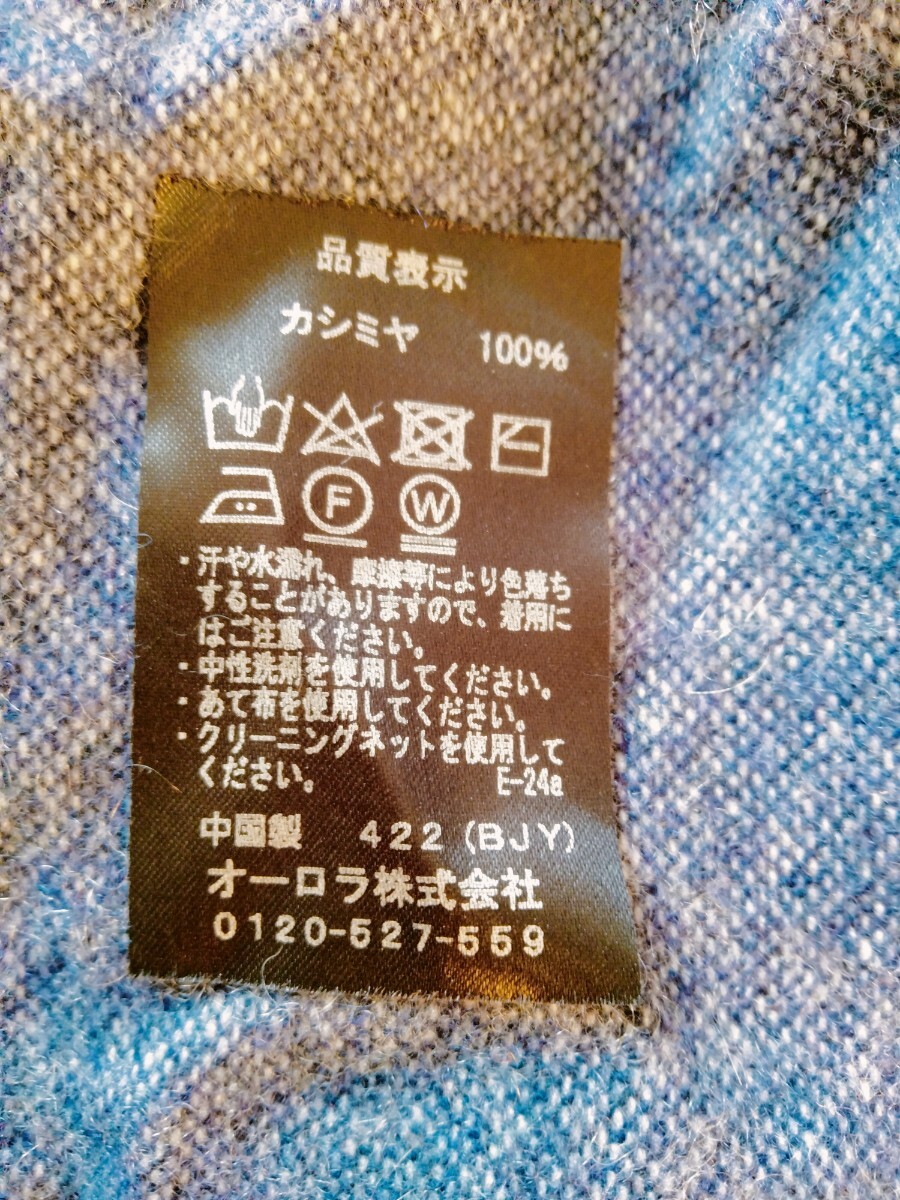 品質表示
カシミヤ 100%
F W
・汗や水濡れ、摩擦等により色落ち
することがありますので、着用に
はご注意ください。
・中性洗剤を使用してください。
・あて布を使用してください。
・クリーニングネットを使用して
ください。 E-24a
中国製 422 (BJY)
オーロラ株式会社
0120-527-559